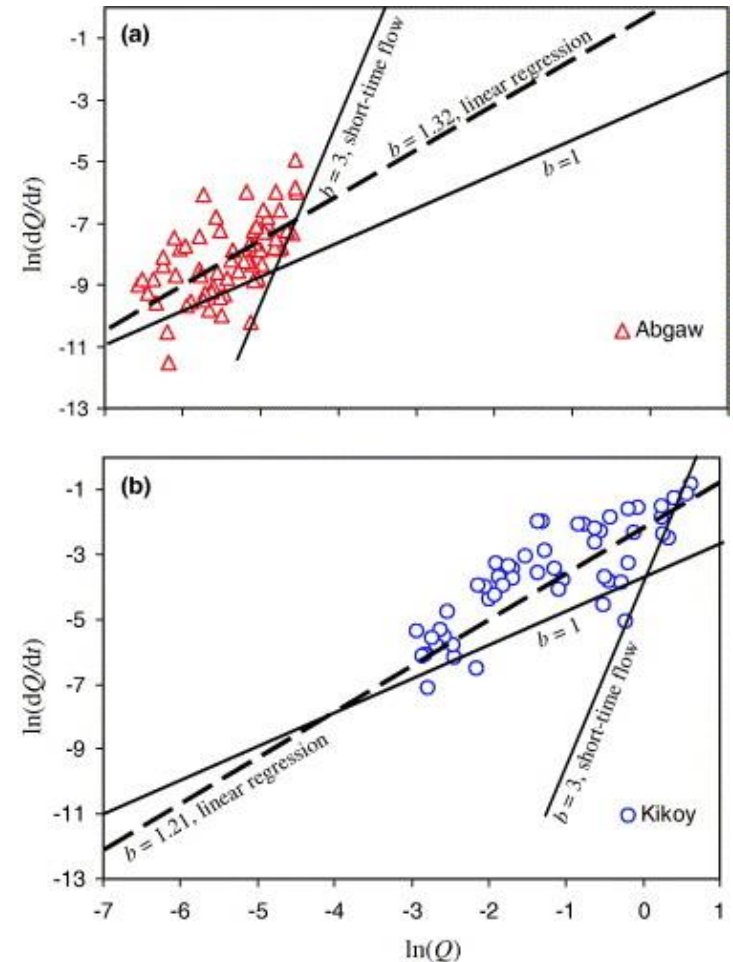 (a)
-1
-3
-5
-7
-9
-11
-13
ln(dQ/dt)
b = 3, short-time flow
b = 1.32, linear regression
b=1
Abgaw
(b)
-1
-3
-5
-7
-9
-11
-13
ln(dQ/dt)
b = 1
b = 1.21, linear regression
b = 3, short-time flow
Kikoy
-7 -6 -5 -4 -3 -2 -1 0 1
ln(Q)